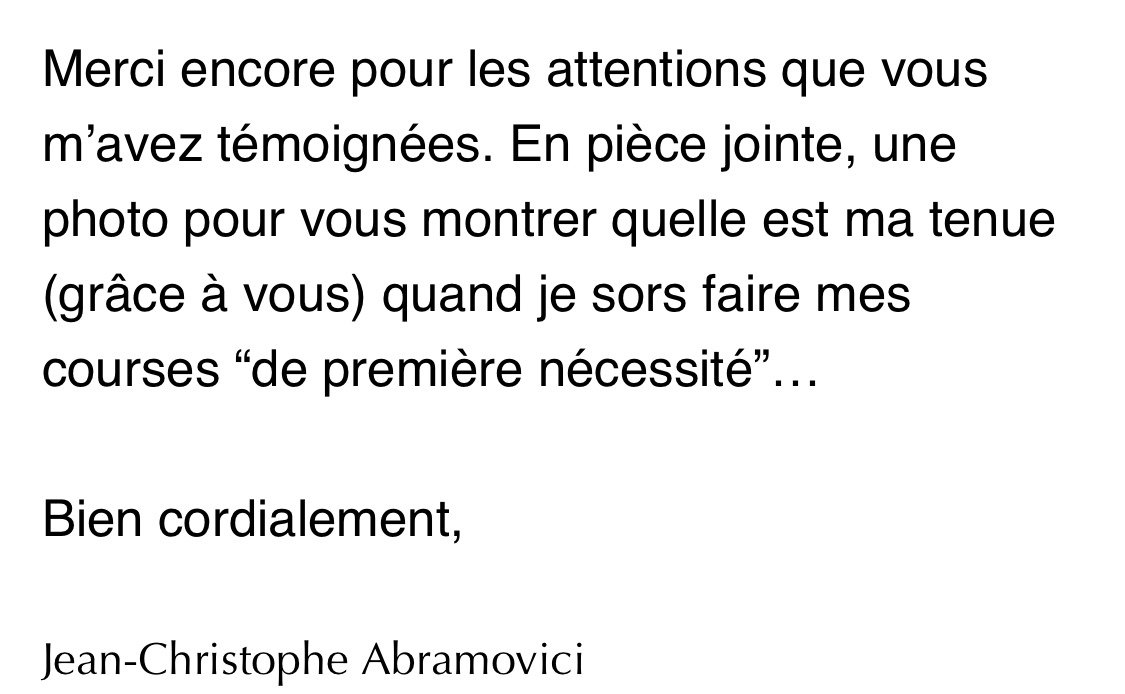 Merci encore pour les attentions que vous
m’avez témoignées. En pièce jointe, une
photo pour vous montrer quelle est ma tenue
(grâce à vous) quand je sors faire mes
courses “de première nécessité”…
Bien cordialement,
Jean-Christophe Abramovici